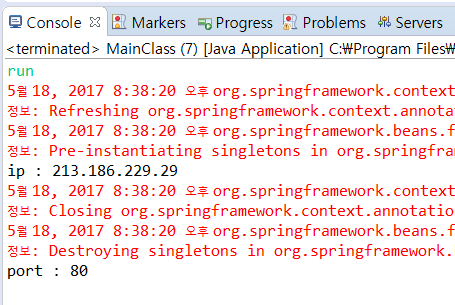 Console Markers Progress Problems Servers
<terminated> MainClass (7) [Java Application] C:₩Program Files₩
run
5월 18, 2017 8:38:20 오후 org.springframework.context
정보: Refreshing org.springframework.context.annota
5월 18, 2017 8:38:20 오후 org.springframework.beans.f
정보: Pre-instantiating singletons in org.springfra
ip : 213.186.229.29
5월 18, 2017 8:38:20 오후 org.springframework.context
정보: Closing org.springframework.context.annotatio
5월 18, 2017 8:38:20 오후 org.springframework.beans.f
정보: Destroying singletons in org.springframework.
port : 80